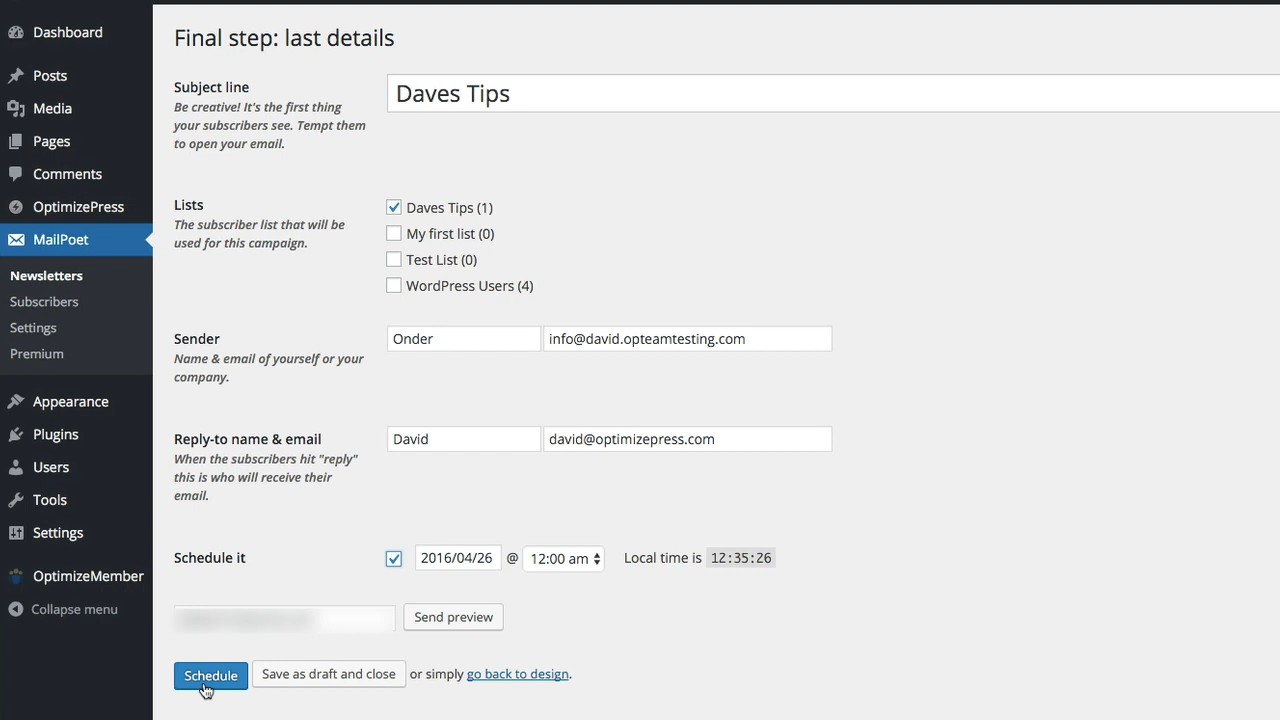 Dashboard
Posts
Media
Pages
Comments
OptimizePress
MailPoet
Newsletters
Subscribers
Settings
Premium
Appearance
Plugins
Users
Tools
Settings
OptimizeMember
Collapse menu
Final step: last details
Subject line
Be creative! It's the first thing
your subscribers see. Tempt them
to open your email.
Daves Tips
Lists
The subscriber list that will be
used for this campaign.
Daves Tips (1)
My first list (0)
Test List (0)
WordPress Users (4)
Sender
Name & email of yourself or your
company.
Onder info@david.opteamtesting.com
Reply-to name & email
When the subscribers hit "reply"
this is who will receive their
email.
David david@optimizepress.com
Schedule it 2016/04/26 @ 12:00 am Local time is 12:35:26
Send preview
Schedule Save as draft and close or simply go back to design.